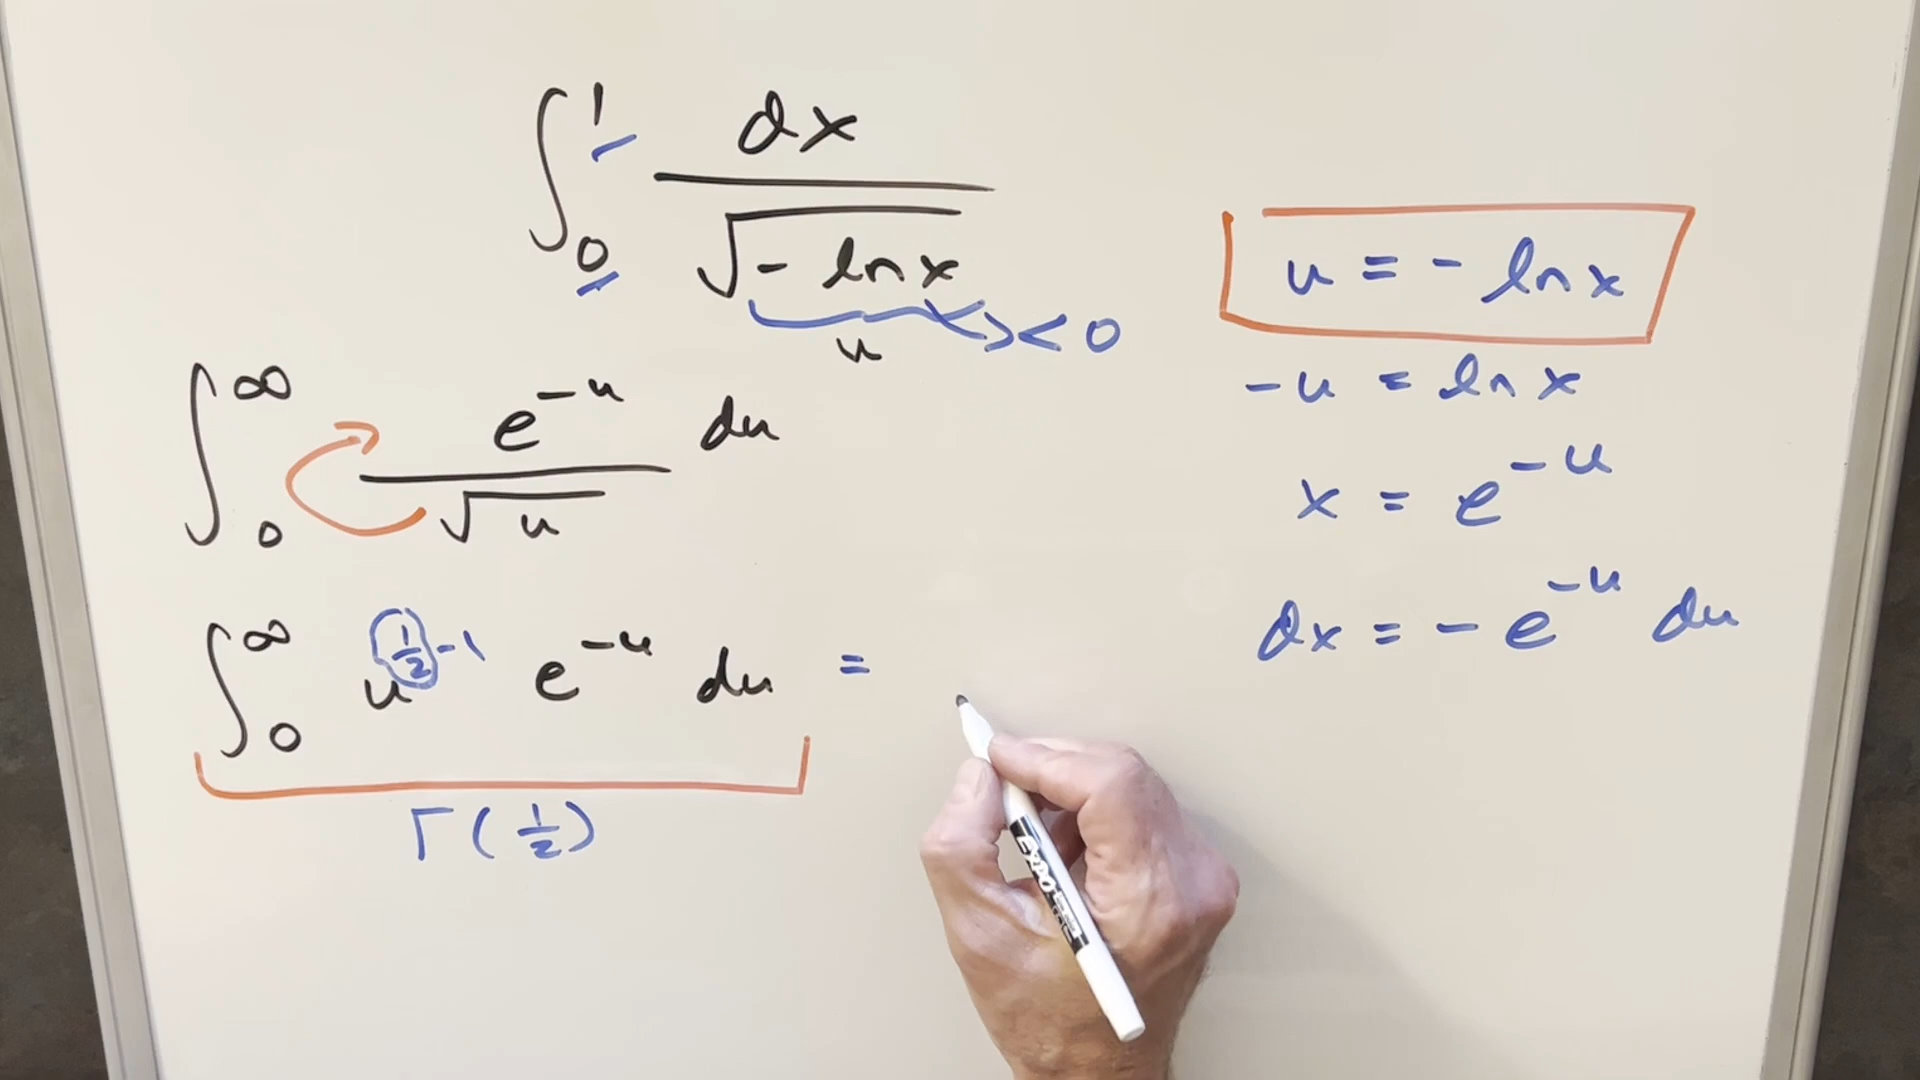 ∫₀¹ dx / √(-ln x)
u >< 0
∫₀^∞ e^{-u} / √u du
∫₀^∞ u^{1/2 - 1} e^{-u} du =
Γ(1/2)
u = -ln x
-u = ln x
x = e^{-u}
dx = -e^{-u} du
EXPO